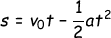 s = v₀t − ½at²